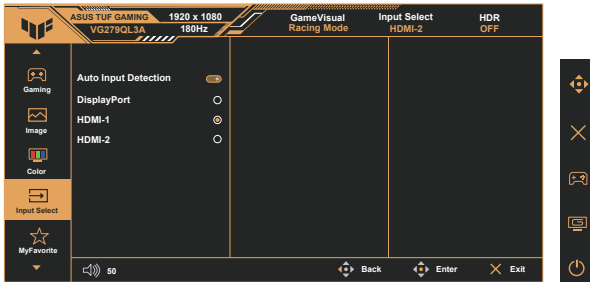 ASUS TUF GAMING 1920 x 1080
VG279QL3A 180Hz
GameVisual Input Select HDR
Racing Mode HDMI-2 OFF
Gaming
Image
Color
Input Select
MyFavorite
Auto Input Detection
DisplayPort
HDMI-1
HDMI-2
50
Back Enter Exit